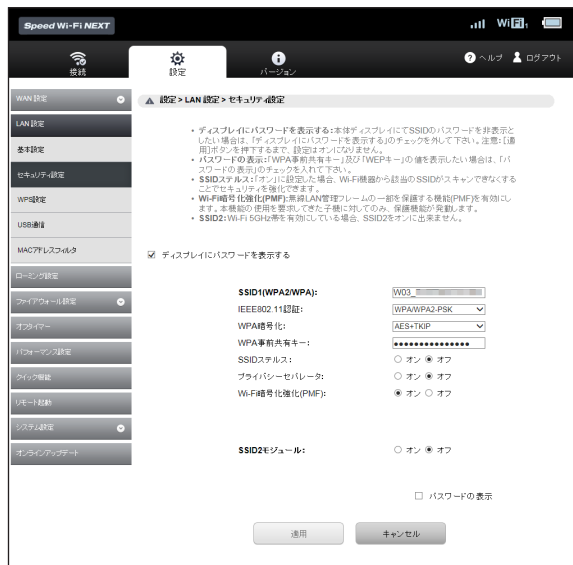 Speed Wi-Fi NEXT
WiFi 1
接続
設定
バージョン
ヘルプ
ログアウト
WAN 設定
LAN 設定
基本設定
セキュリティ設定
WPS設定
USB通信
MACアドレスフィルタ
ローミング設定
ファイアウォール設定
オフタイマー
パフォーマンス設定
クイック機能
リモート起動
システム設定
オンラインアップデート
設定 > LAN 設定 > セキュリティ設定
• ディスプレイにパスワードを表示する:本体ディスプレイにてSSIDのパスワードを非表示と
したい場合は、「ディスプレイにパスワードを表示する」のチェックを外して下さい。注意:[適
用]ボタンを押下するまで、設定はオンになりません。
• パスワードの表示:「WPA事前共有キー」及び「WEPキー」の値を表示したい場合は、「パ
スワードの表示」のチェックを入れて下さい。
• SSIDステルス:「オン」に設定した場合、Wi-Fi機器から該当のSSIDがスキャンできなくする
ことでセキュリティを強化できます。
• Wi-Fi暗号化強化(PMF):無線LAN管理フレームの一部を保護する機能(PMF)を有効にし
ます。本機能の使用を要求してきた子機に対してのみ、保護機能が発動します。
• SSID2:Wi-Fi 5GHz帯を有効にしている場合、SSID2をオンに出来ません。
ディスプレイにパスワードを表示する
SSID1(WPA2/WPA): W03_
IEEE802.11認証: WPA/WPA2-PSK
WPA暗号化: AES+TKIP
WPA事前共有キー: ●●●●●●●●●●●●●●●
SSIDステルス: オン オフ
プライバシーセパレータ: オン オフ
Wi-Fi暗号化強化(PMF): オン オフ
SSID2モジュール: オン オフ
パスワードの表示
適用
キャンセル